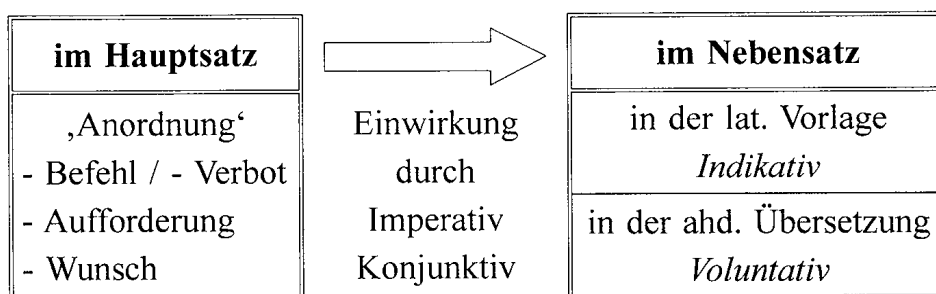 im Hauptsatz
‚Anordnung‘
- Befehl / - Verbot
- Aufforderung
- Wunsch
Einwirkung
durch
Imperativ
Konjunktiv
im Nebensatz
in der lat. Vorlage
Indikativ
in der ahd. Übersetzung
Voluntativ